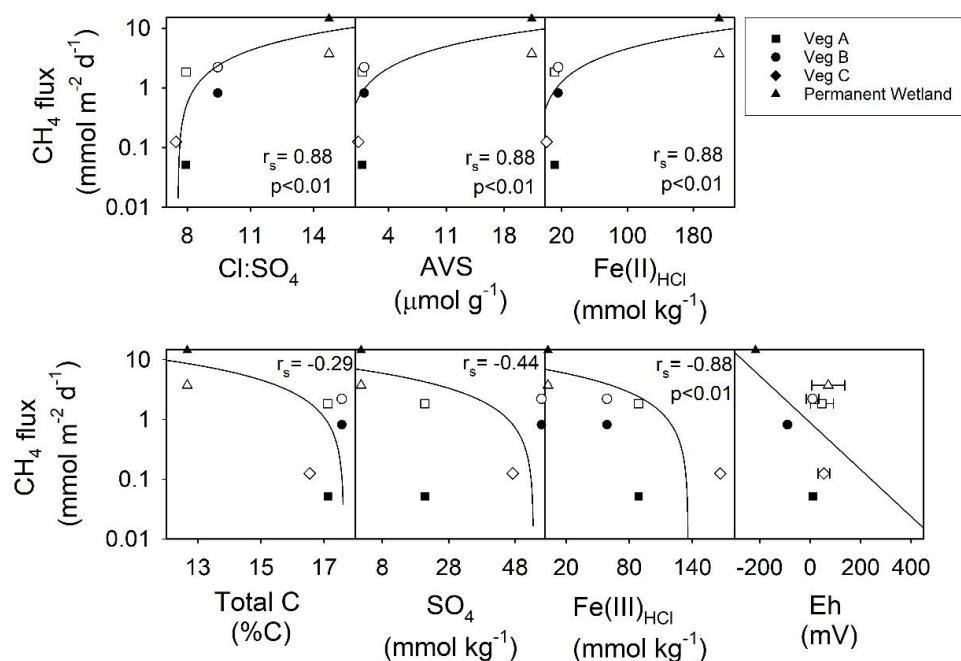 CH₄ flux
(mmol m⁻² d⁻¹)
10
1
0.1
0.01
rₛ= 0.88
p<0.01
rₛ= 0.88
p<0.01
rₛ= 0.88
p<0.01
8 11 14
4 11 18
20 100 180
Cl:SO₄
AVS
(μmol g⁻¹)
Fe(II)HCl
(mmol kg⁻¹)
Veg A
Veg B
Veg C
Permanent Wetland
CH₄ flux
(mmol m⁻² d⁻¹)
10
1
0.1
0.01
rₛ= -0.29
rₛ= -0.44
rₛ= -0.88
p<0.01
13 15 17
8 28 48
20 80 140
-200 0 200 400
Total C
(%C)
SO₄
(mmol kg⁻¹)
Fe(III)HCl
(mmol kg⁻¹)
Eh
(mV)